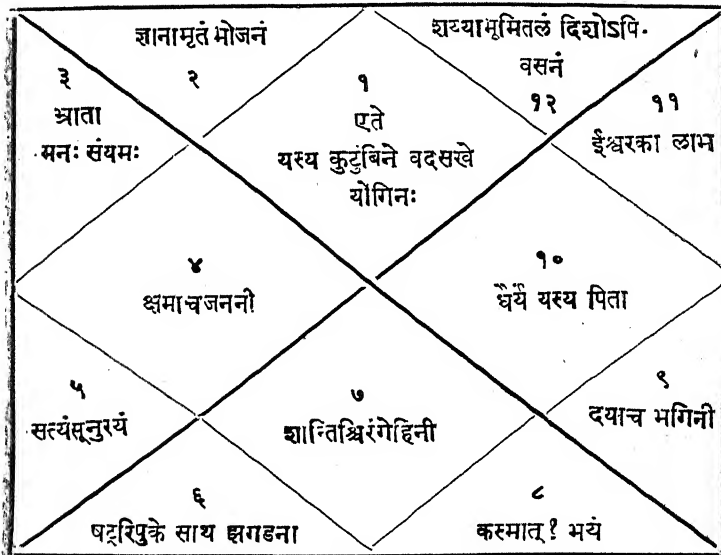 ज्ञानामृतं भोजनं
२
शय्याभूमितलं दिशोऽपि.
वसनं
१२
३
भ्राता
मनः संयमः
१
एते
यस्य कुटुंबिने वदसखे
योगिनः
११
ईश्वरका लाभ
४
क्षमाचजननी
१०
धैर्यं यस्य पिता
५
सत्यंसूनुरयं
७
शान्तिश्चिरंगेहिनी
९
दयाच भगिनी
६
षट्रिपुके साथ झगडना
८
कस्मात् ? भयं